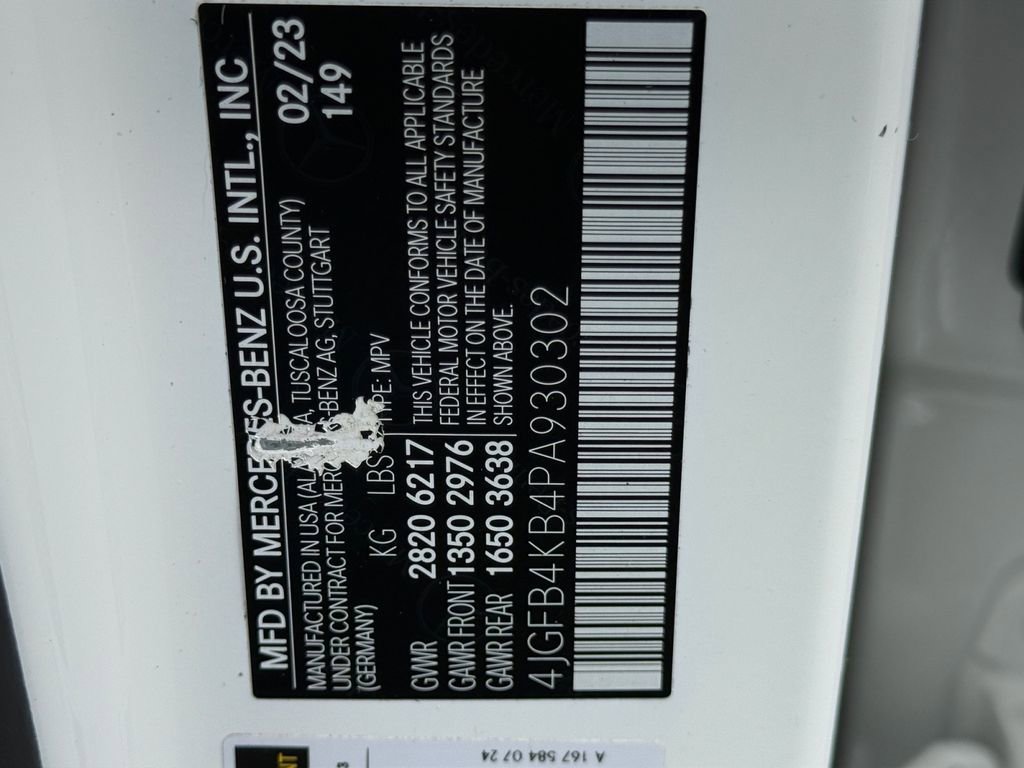 MFD BY MERCEDES-BENZ U.S. INTL., INC
MANUFACTURED IN USA (ALA A, TUSCALOOSA COUNTY) 02/23
UNDER CONTRACT FOR MERC -BENZ AG, STUTTGART 149
(GERMANY)
KG LBS TYPE: MPV
GVWR 2820 6217 THIS VEHICLE CONFORMS TO ALL APPLICABLE
GAWR FRONT 1350 2976 FEDERAL MOTOR VEHICLE SAFETY STANDARDS
GAWR REAR 1650 3638 IN EFFECT ON THE DATE OF MANUFACTURE
SHOWN ABOVE.
4JGFB4KB4PA930302
A 167 584 07 24